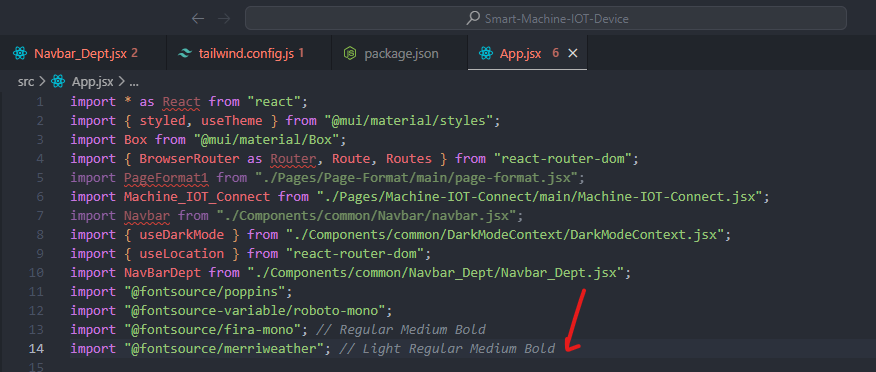 Smart-Machine-IOT-Device
Navbar_Dept.jsx 2
tailwind.config.js 1
package.json
App.jsx 6
src > App.jsx > ...
1 import * as React from "react";
2 import { styled, useTheme } from "@mui/material/styles";
3 import Box from "@mui/material/Box";
4 import { BrowserRouter as Router, Route, Routes } from "react-router-dom";
5 import PageFormat1 from "./Pages/Page-Format/main/page-format.jsx";
6 import Machine_IOT_Connect from "./Pages/Machine-IOT-Connect/main/Machine-IOT-Connect.jsx";
7 import Navbar from "./Components/common/Navbar/navbar.jsx";
8 import { useDarkMode } from "./Components/common/DarkModeContext/DarkModeContext.jsx";
9 import { useLocation } from "react-router-dom";
10 import NavBarDept from "./Components/common/Navbar_Dept/Navbar_Dept.jsx";
11 import "@fontsource/poppins";
12 import "@fontsource-variable/roboto-mono";
13 import "@fontsource/fira-mono"; // Regular Medium Bold
14 import "@fontsource/merriweather"; // Light Regular Medium Bold
15